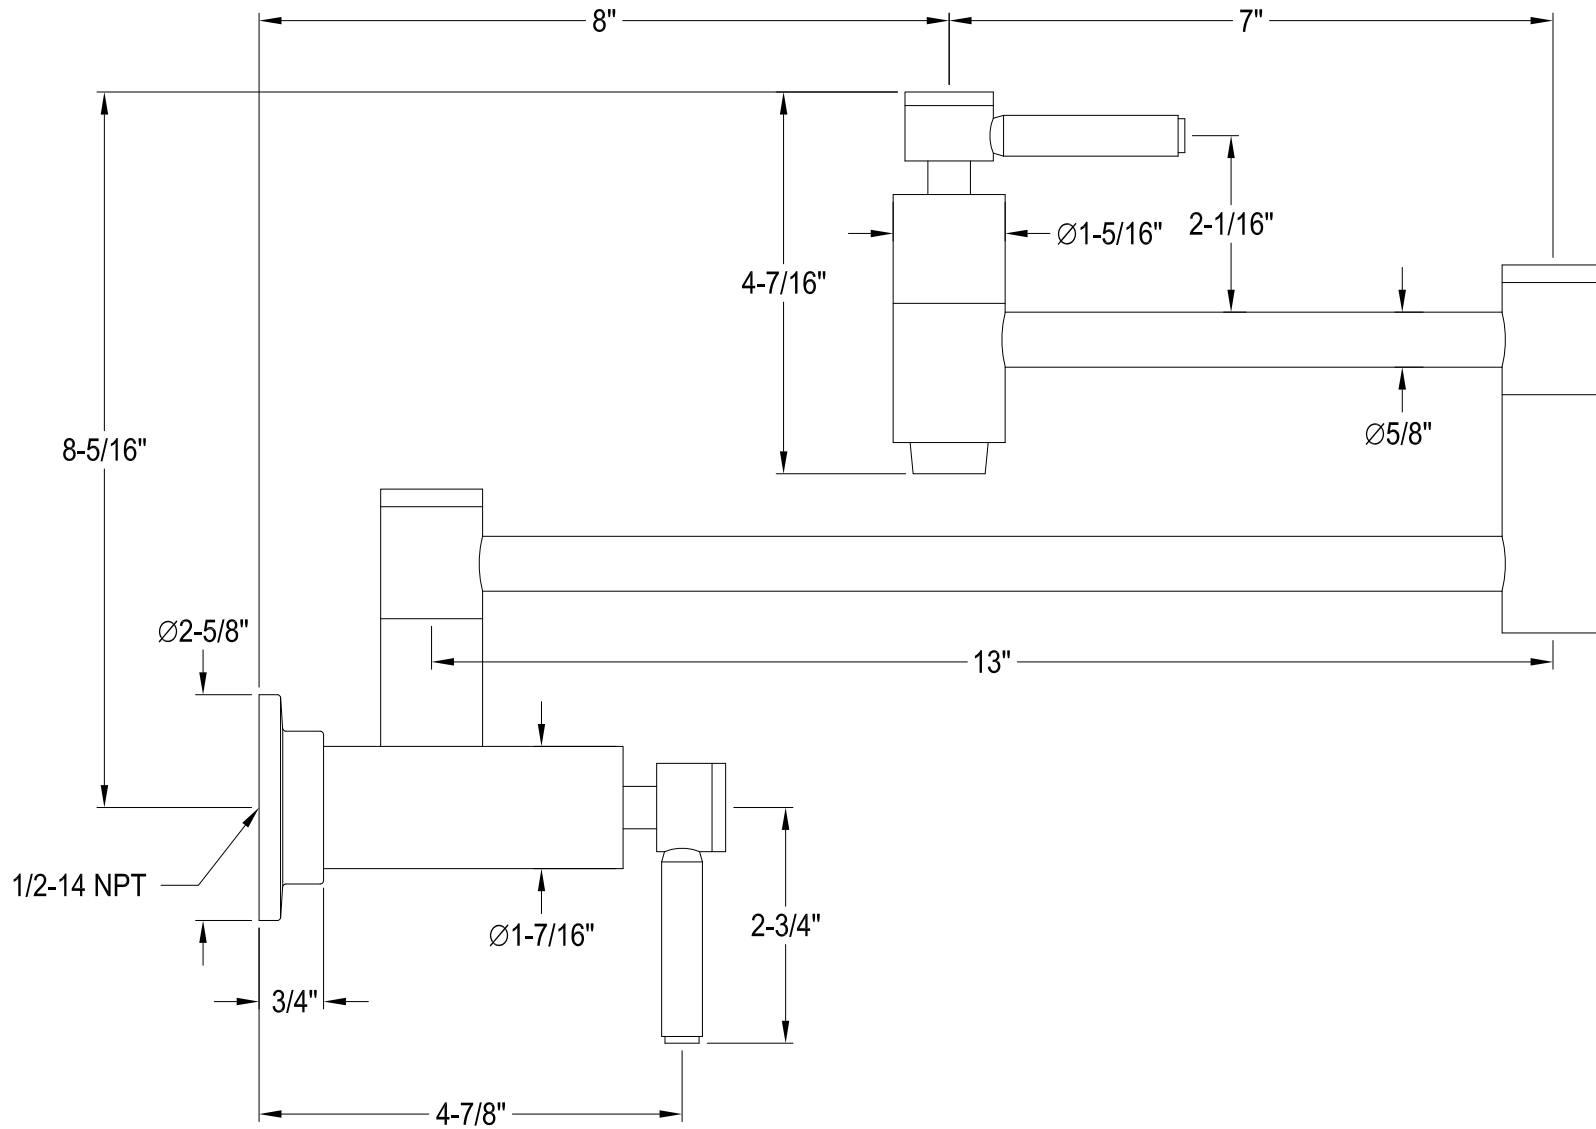 8"
7"
2-1/16"
Ø1-5/16"
4-7/16"
8-5/16"
Ø5/8"
Ø2-5/8"
13"
1/2-14 NPT
2-3/4"
Ø1-7/16"
3/4"
4-7/8"